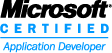 Microsoft®
CERTIFIED
Application Developer